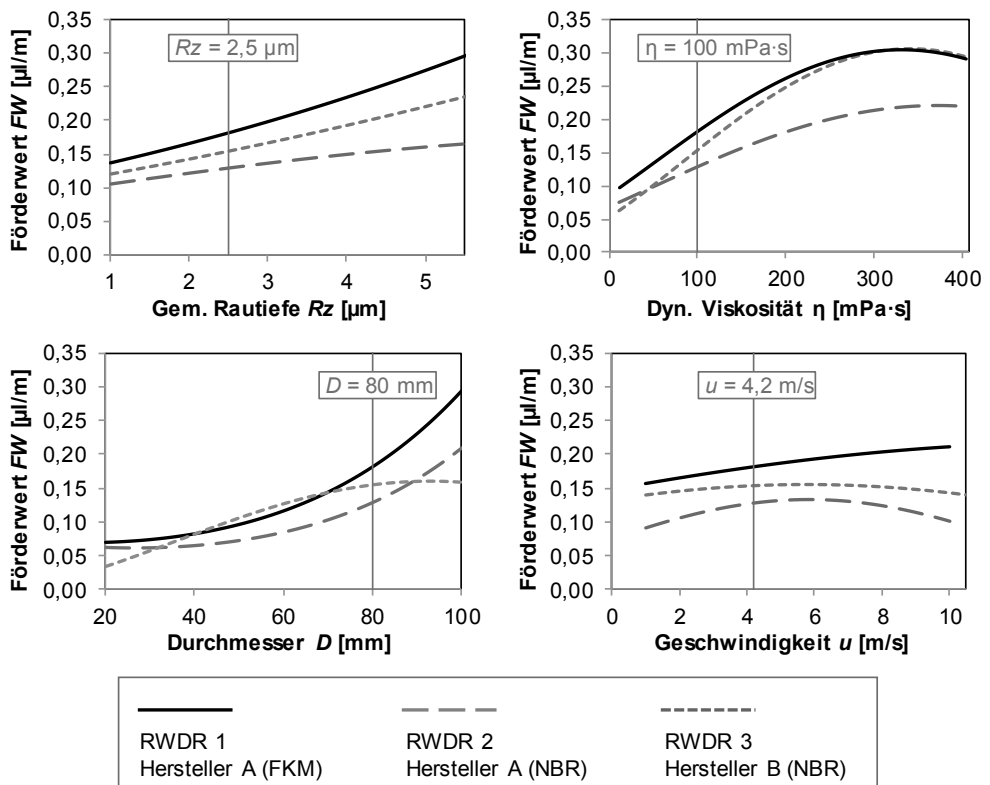 Förderwert FW [µl/m]
0,35
0,30
0,25
0,20
0,15
0,10
0,05
0,00
Rz = 2,5 µm
1 2 3 4 5
Gem. Rautiefe Rz [µm]
Förderwert FW [µl/m]
0,35
0,30
0,25
0,20
0,15
0,10
0,05
0,00
η = 100 mPa·s
0 100 200 300 400
Dyn. Viskosität η [mPa·s]
Förderwert FW [µl/m]
0,35
0,30
0,25
0,20
0,15
0,10
0,05
0,00
D = 80 mm
20 40 60 80 100
Durchmesser D [mm]
Förderwert FW [µl/m]
0,35
0,30
0,25
0,20
0,15
0,10
0,05
0,00
u = 4,2 m/s
0 2 4 6 8 10
Geschwindigkeit u [m/s]
RWDR 1
Hersteller A (FKM)
RWDR 2
Hersteller A (NBR)
RWDR 3
Hersteller B (NBR)